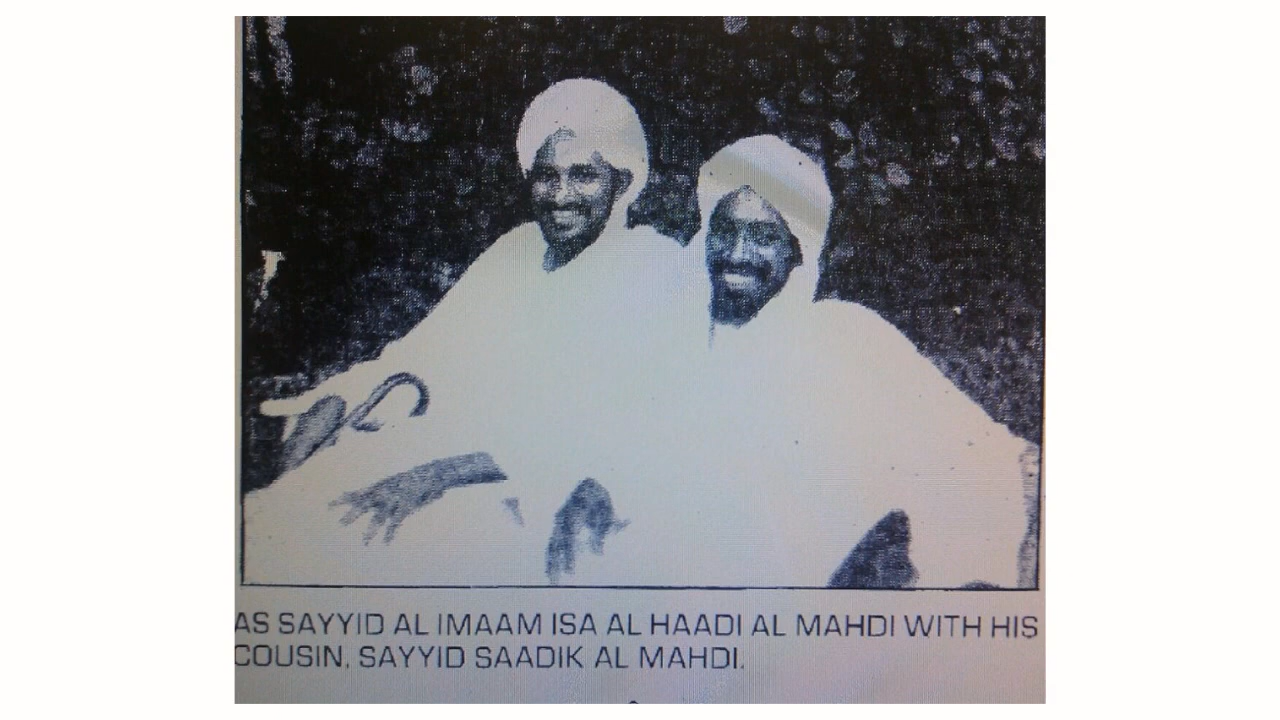 AS SAYYID AL IMAAM ISA AL HAADI AL MAHDI WITH HIS
COUSIN, SAYYID SAADIK AL MAHDI.